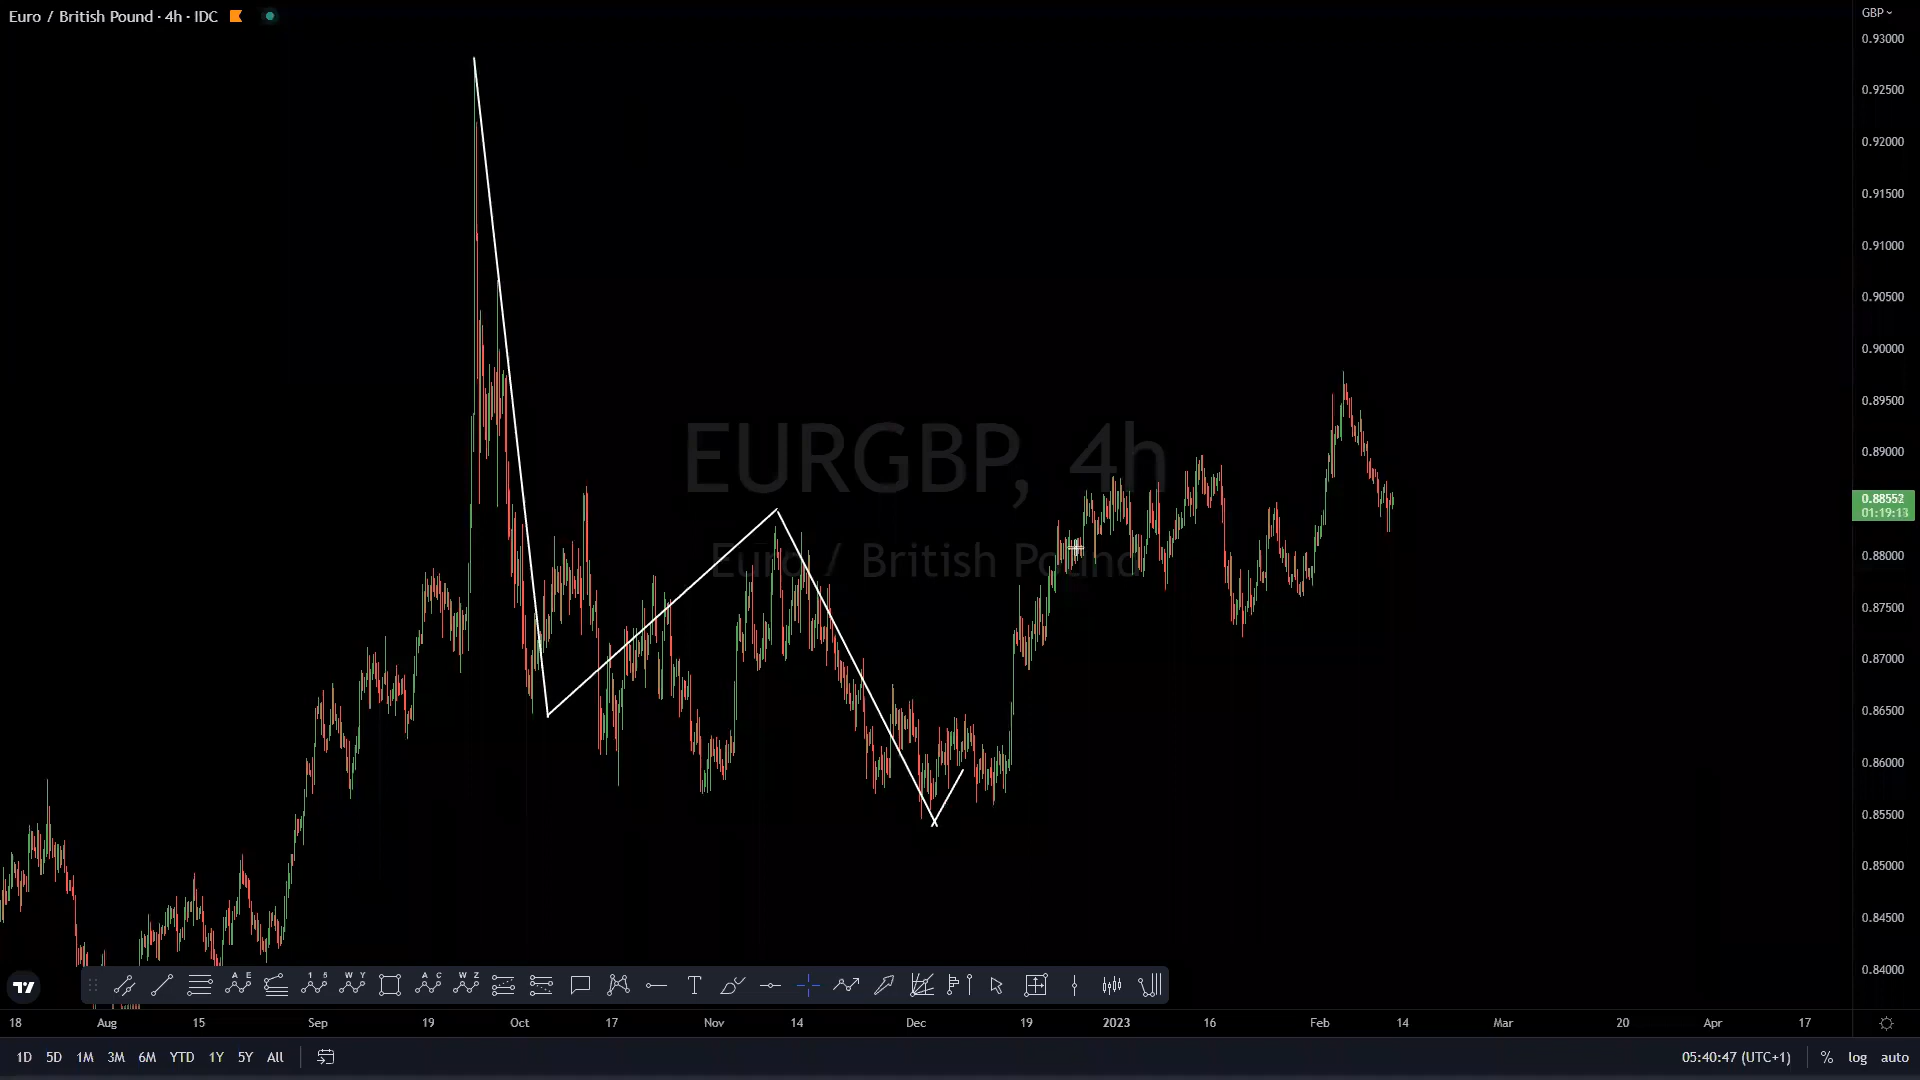 Euro / British Pound · 4h · IDC
GBP
0.93000
0.92500
0.92000
0.91500
0.91000
0.90500
0.90000
0.89500
0.89000
0.88552
01:19:13
0.88000
0.87500
0.87000
0.86500
0.86000
0.85500
0.85000
0.84500
0.84000
EURGBP, 4h
Euro / British Pound
A E
1 5
W Y
A C
W Z
T
18 Aug 15 Sep 19 Oct 17 Nov 14 Dec 19 2023 16 Feb 14 Mar 20 Apr 17
1D 5D 1M 3M 6M YTD 1Y 5Y All
05:40:47 (UTC+1) % log auto